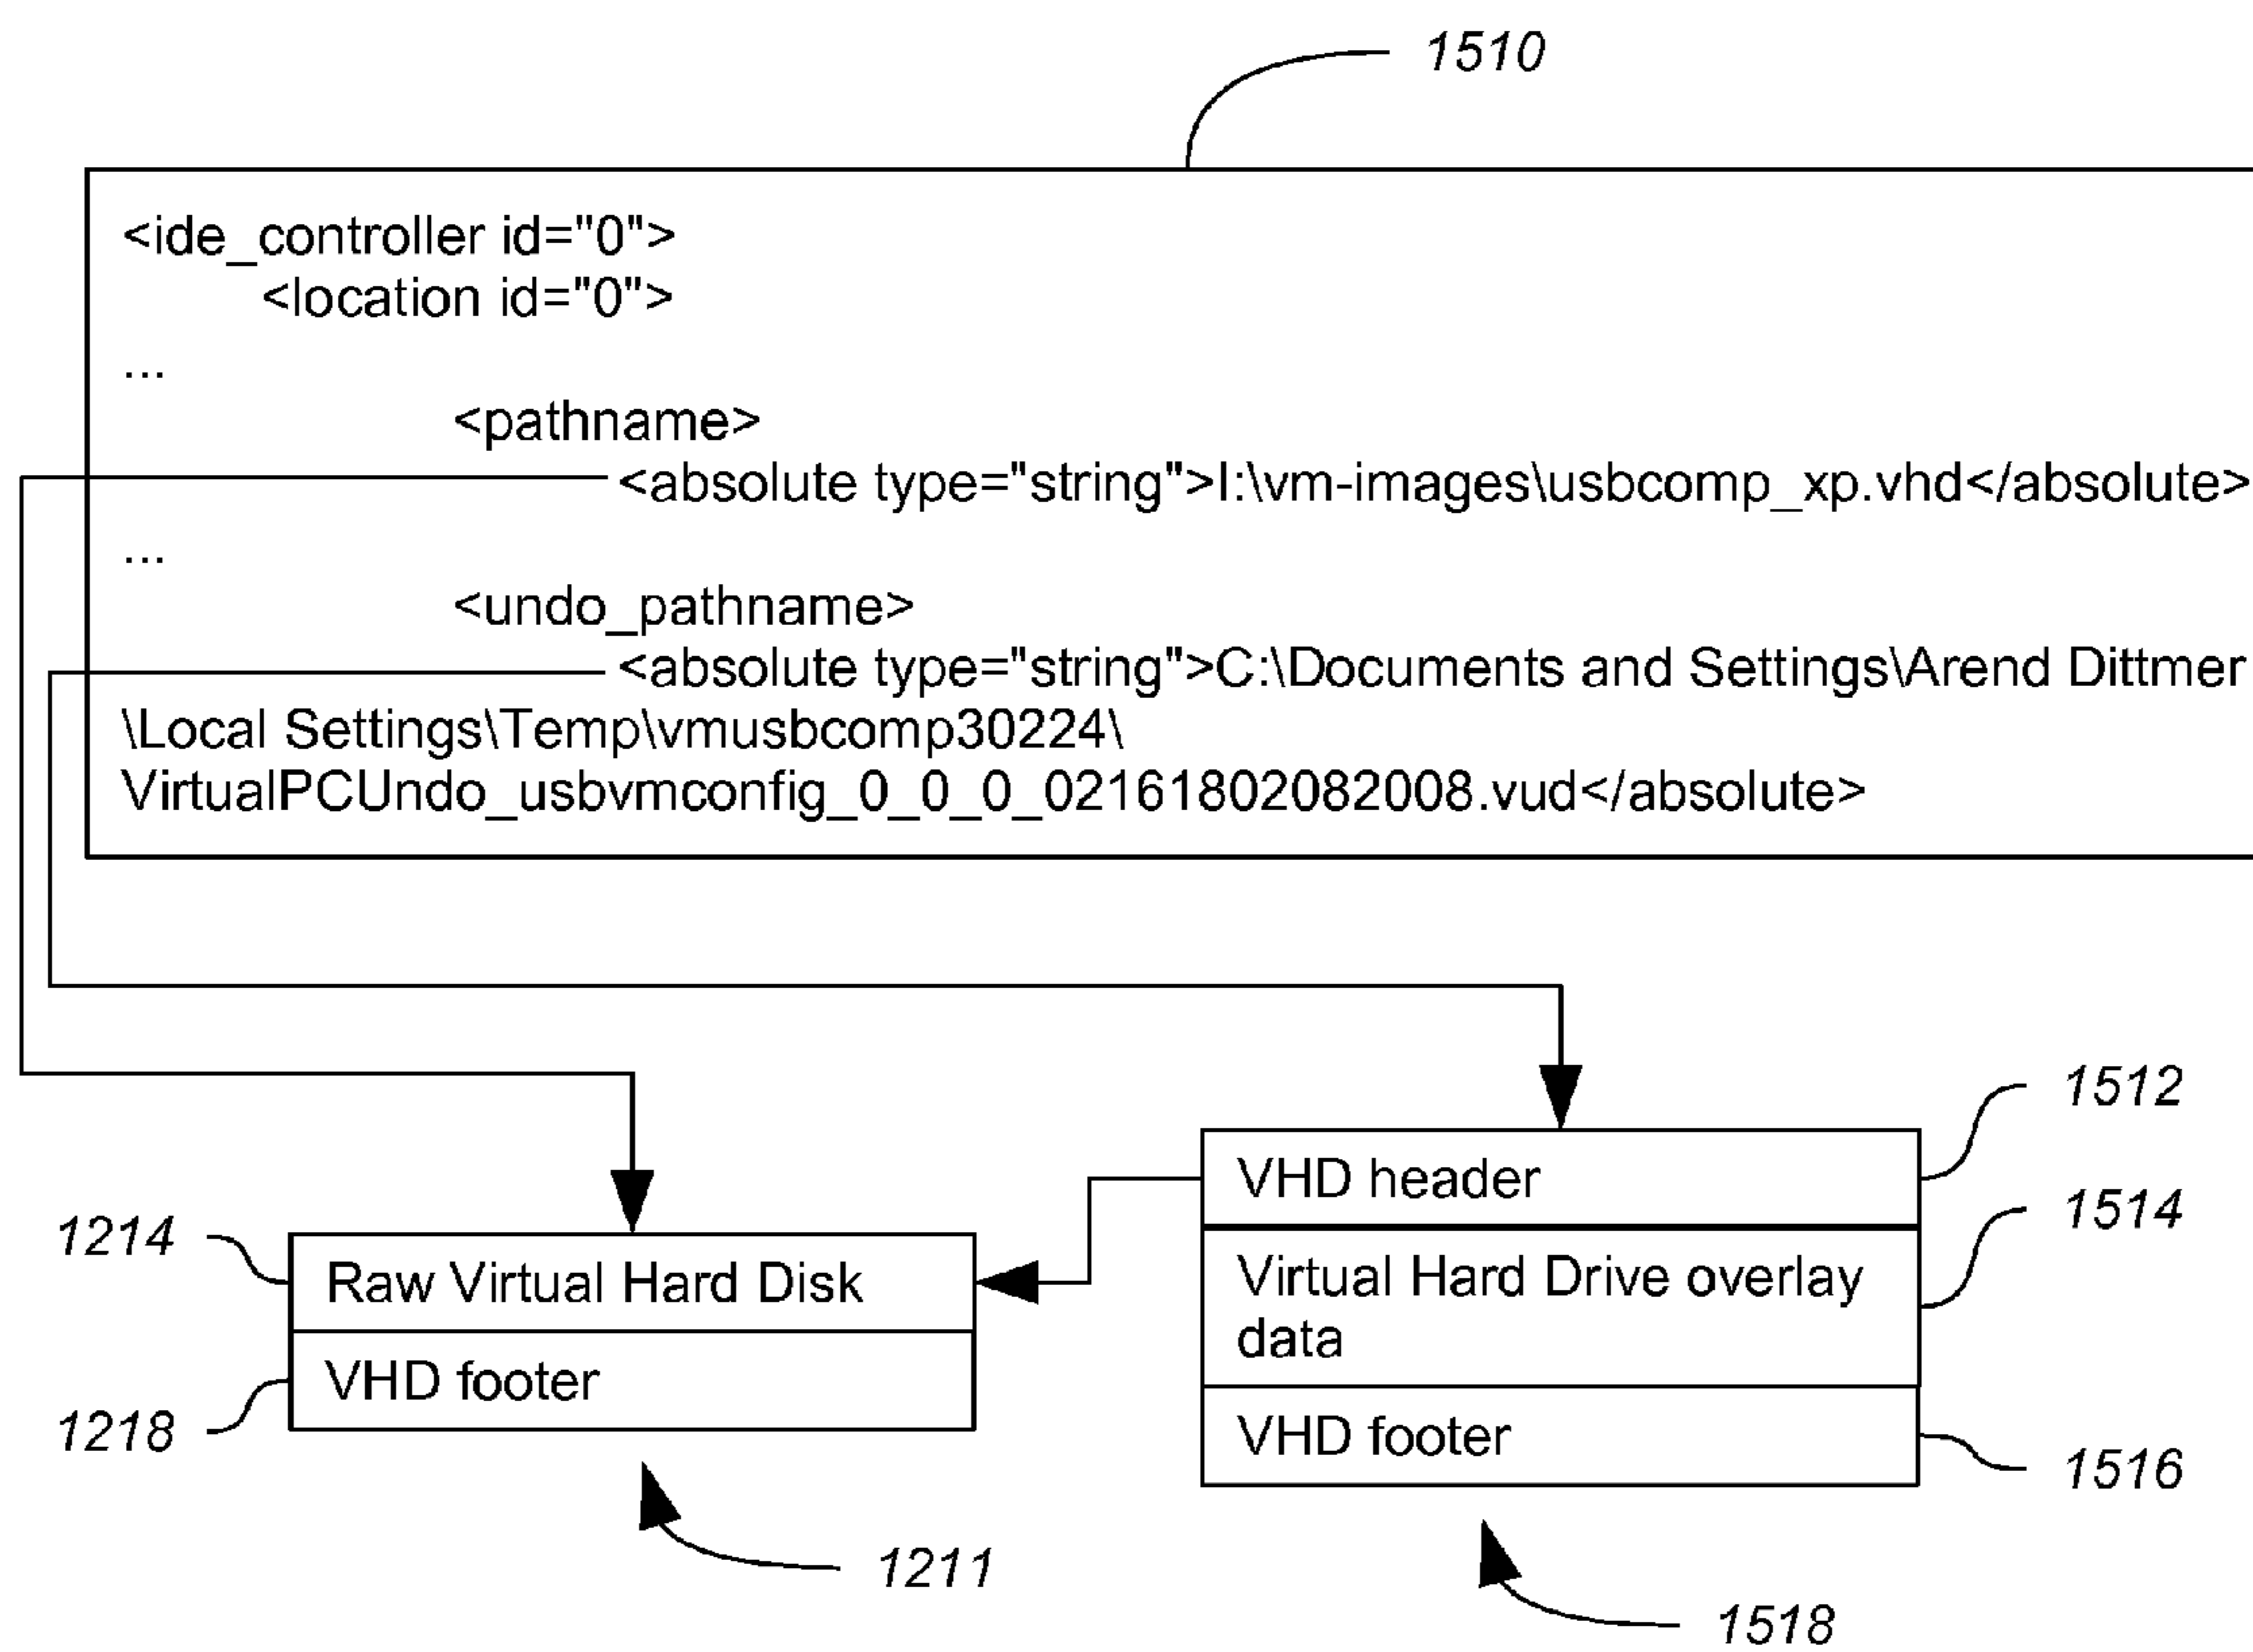 1510
<ide_controller id="0">
<location id="0">
...
<pathname>
<absolute type="string">I:\vm-images\usbcomp_xp.vhd</absolute>
...
<undo_pathname>
<absolute type="string">C:\Documents and Settings\Arend Dittmer
\Local Settings\Temp\vmusbcomp30224\
VirtualPCUndo_usbvmconfig_0_0_0_02161802082008.vud</absolute>
1512
VHD header
1514
1214
Raw Virtual Hard Disk
Virtual Hard Drive overlay
data
VHD footer
1218
VHD footer
1516
1211
1518